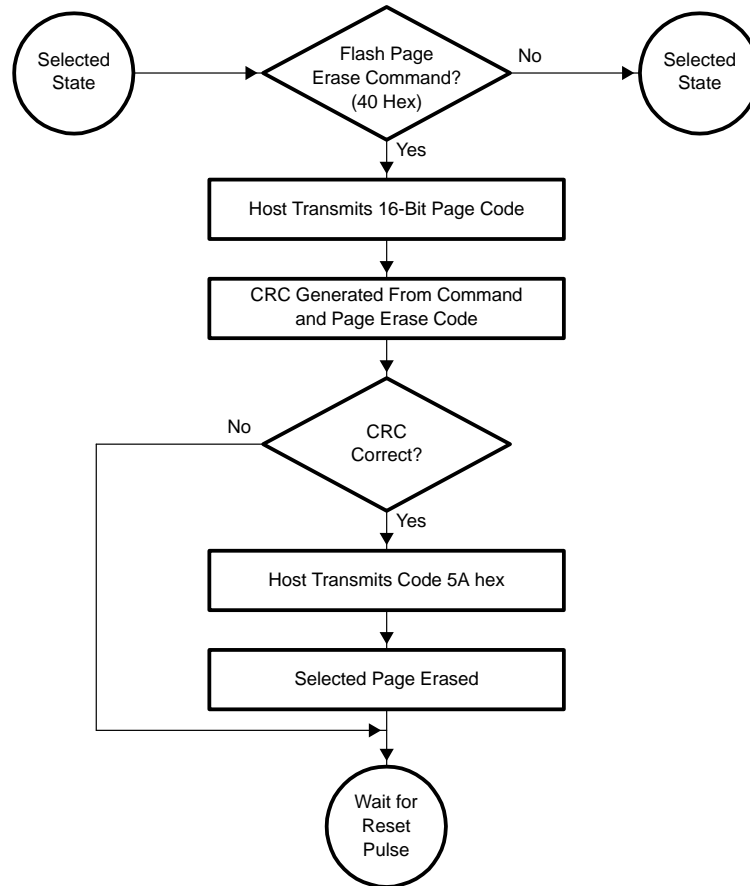 Selected
State
Flash Page
Erase Command?
(40 Hex)
No
Selected
State
Yes
Host Transmits 16-Bit Page Code
CRC Generated From Command
and Page Erase Code
No
CRC
Correct?
Yes
Host Transmits Code 5A hex
Selected Page Erased
Wait for
Reset
Pulse